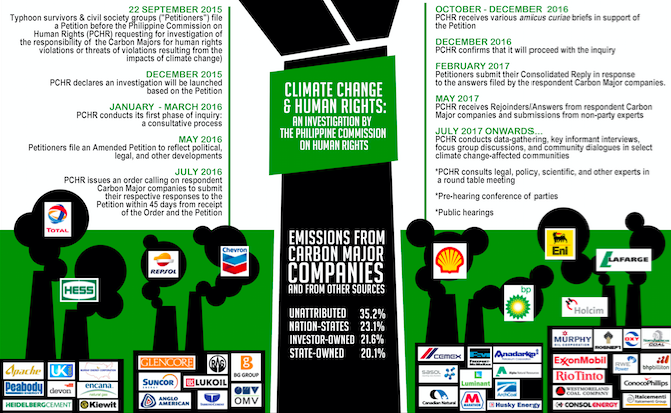 22 SEPTEMBER 2015
Typhoon survivors & civil society groups ("Petitioners") file
a Petition before the Philippine Commission on
Human Rights (PCHR) requesting for investigation
of the responsibility of the Carbon Majors for human rights
violations or threats of violations resulting from the
impacts of climate change)
DECEMBER 2015
PCHR declares an investigation will be launched
based on the Petition
JANUARY - MARCH 2016
PCHR conducts its first phase of inquiry:
a consultative process
MAY 2016
Petitioners file an Amended Petition to reflect political,
legal, and other developments
JULY 2016
PCHR issues an order calling on respondent
Carbon Major companies to submit
their respective responses to the
Petition within 45 days from receipt
of the Order and the Petition
CLIMATE CHANGE
& HUMAN RIGHTS:
AN INVESTIGATION BY
THE PHILIPPINE COMMISSION
ON HUMAN RIGHTS
OCTOBER - DECEMBER 2016
PCHR receives various amicus curiae briefs in support of
the Petition
DECEMBER 2016
PCHR confirms that it will proceed with the inquiry
FEBRUARY 2017
Petitioners submit their Consolidated Reply in response
to the answers filed by the respondent Carbon Major companies.
MAY 2017
PCHR receives Rejoinders/Answers from respondent Carbon
Major companies and submissions from non-party experts
JULY 2017 ONWARDS...
PCHR conducts data-gathering, key informant interviews,
focus group discussions, and community dialogues in select
climate change-affected communities
*PCHR consults legal, policy, scientific, and other experts in
a round table meeting
*Pre-hearing conference of parties
*Public hearings
EMISSIONS FROM
CARBON MAJOR
COMPANIES
AND FROM OTHER SOURCES
UNATTRIBUTED 35.2%
NATION-STATES 23.1%
INVESTOR-OWNED 21.6%
STATE-OWNED 20.1%
TOTAL
HESS
REPSOL
Chevron
Eni
LAFARGE
bp
Holcim
Apache
UK
Peabody
devon
encana
HEIDELBERGCEMENT
Kiewit
GLENCORE
BG GROUP
SUNCOR
LUKOIL
ANGLO
AMERICAN
OMV
CEMEX
Anadarko
sasol
Luminant
Canadian Natural
MARATHON
Husky Energy
MURPHY
OIL CORPORATION
ROSNEFT
OXY
COAL
ExxonMobil
RWE
bhpbilliton
RioTinto
WESTMORELAND COAL
COMPANY
ConocoPhillips
CONSOL ENERGY
Italcementi